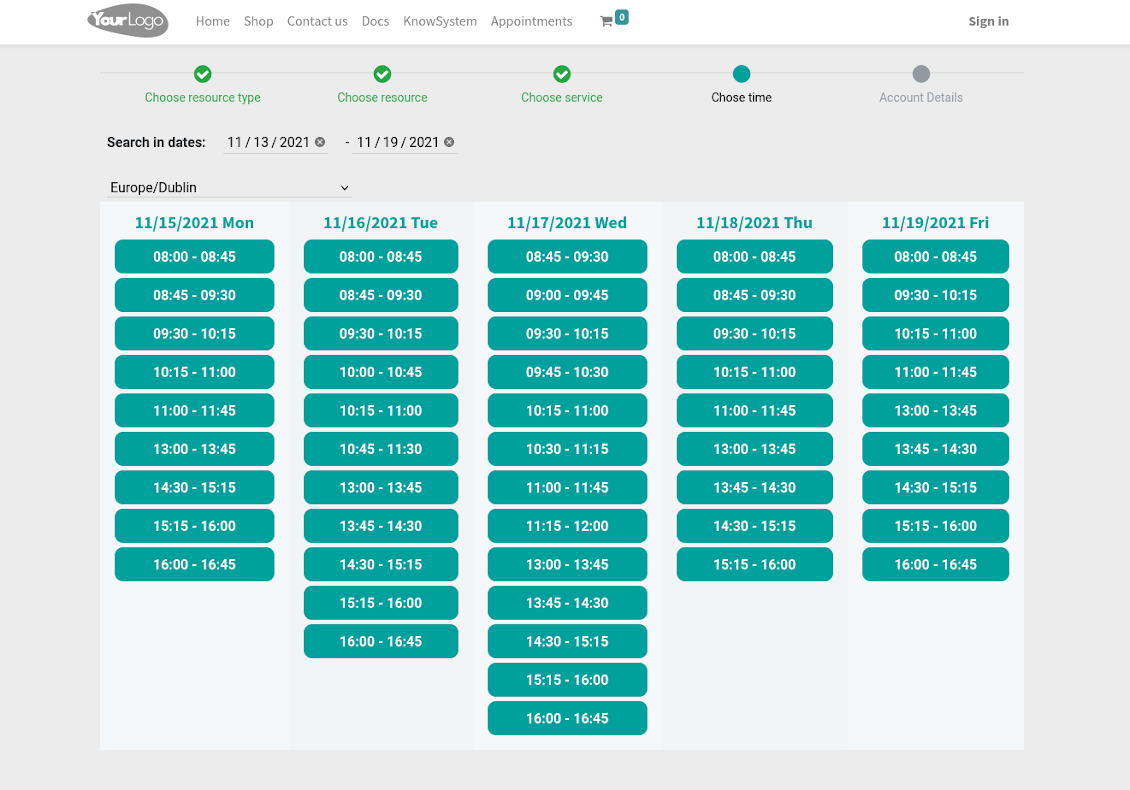 YourLogo Home Shop Contact us Docs KnowSystem Appointments 0 Sign in
Choose resource type Choose resource Choose service Chose time Account Details
Search in dates: 11 / 13 / 2021 - 11 / 19 / 2021
Europe/Dublin
11/15/2021 Mon 11/16/2021 Tue 11/17/2021 Wed 11/18/2021 Thu 11/19/2021 Fri
08:00 - 08:45 08:00 - 08:45 08:45 - 09:30 08:00 - 08:45 08:00 - 08:45
08:45 - 09:30 08:45 - 09:30 09:00 - 09:45 08:45 - 09:30 09:30 - 10:15
09:30 - 10:15 09:30 - 10:15 09:30 - 10:15 09:30 - 10:15 10:15 - 11:00
10:15 - 11:00 10:00 - 10:45 09:45 - 10:30 10:15 - 11:00 11:00 - 11:45
11:00 - 11:45 10:15 - 11:00 10:15 - 11:00 11:00 - 11:45 13:00 - 13:45
13:00 - 13:45 10:45 - 11:30 10:30 - 11:15 13:00 - 13:45 13:45 - 14:30
14:30 - 15:15 13:00 - 13:45 11:00 - 11:45 13:45 - 14:30 14:30 - 15:15
15:15 - 16:00 13:45 - 14:30 11:15 - 12:00 14:30 - 15:15 15:15 - 16:00
16:00 - 16:45 14:30 - 15:15 13:00 - 13:45 15:15 - 16:00 16:00 - 16:45
15:15 - 16:00 13:45 - 14:30
16:00 - 16:45 14:30 - 15:15
15:15 - 16:00
16:00 - 16:45